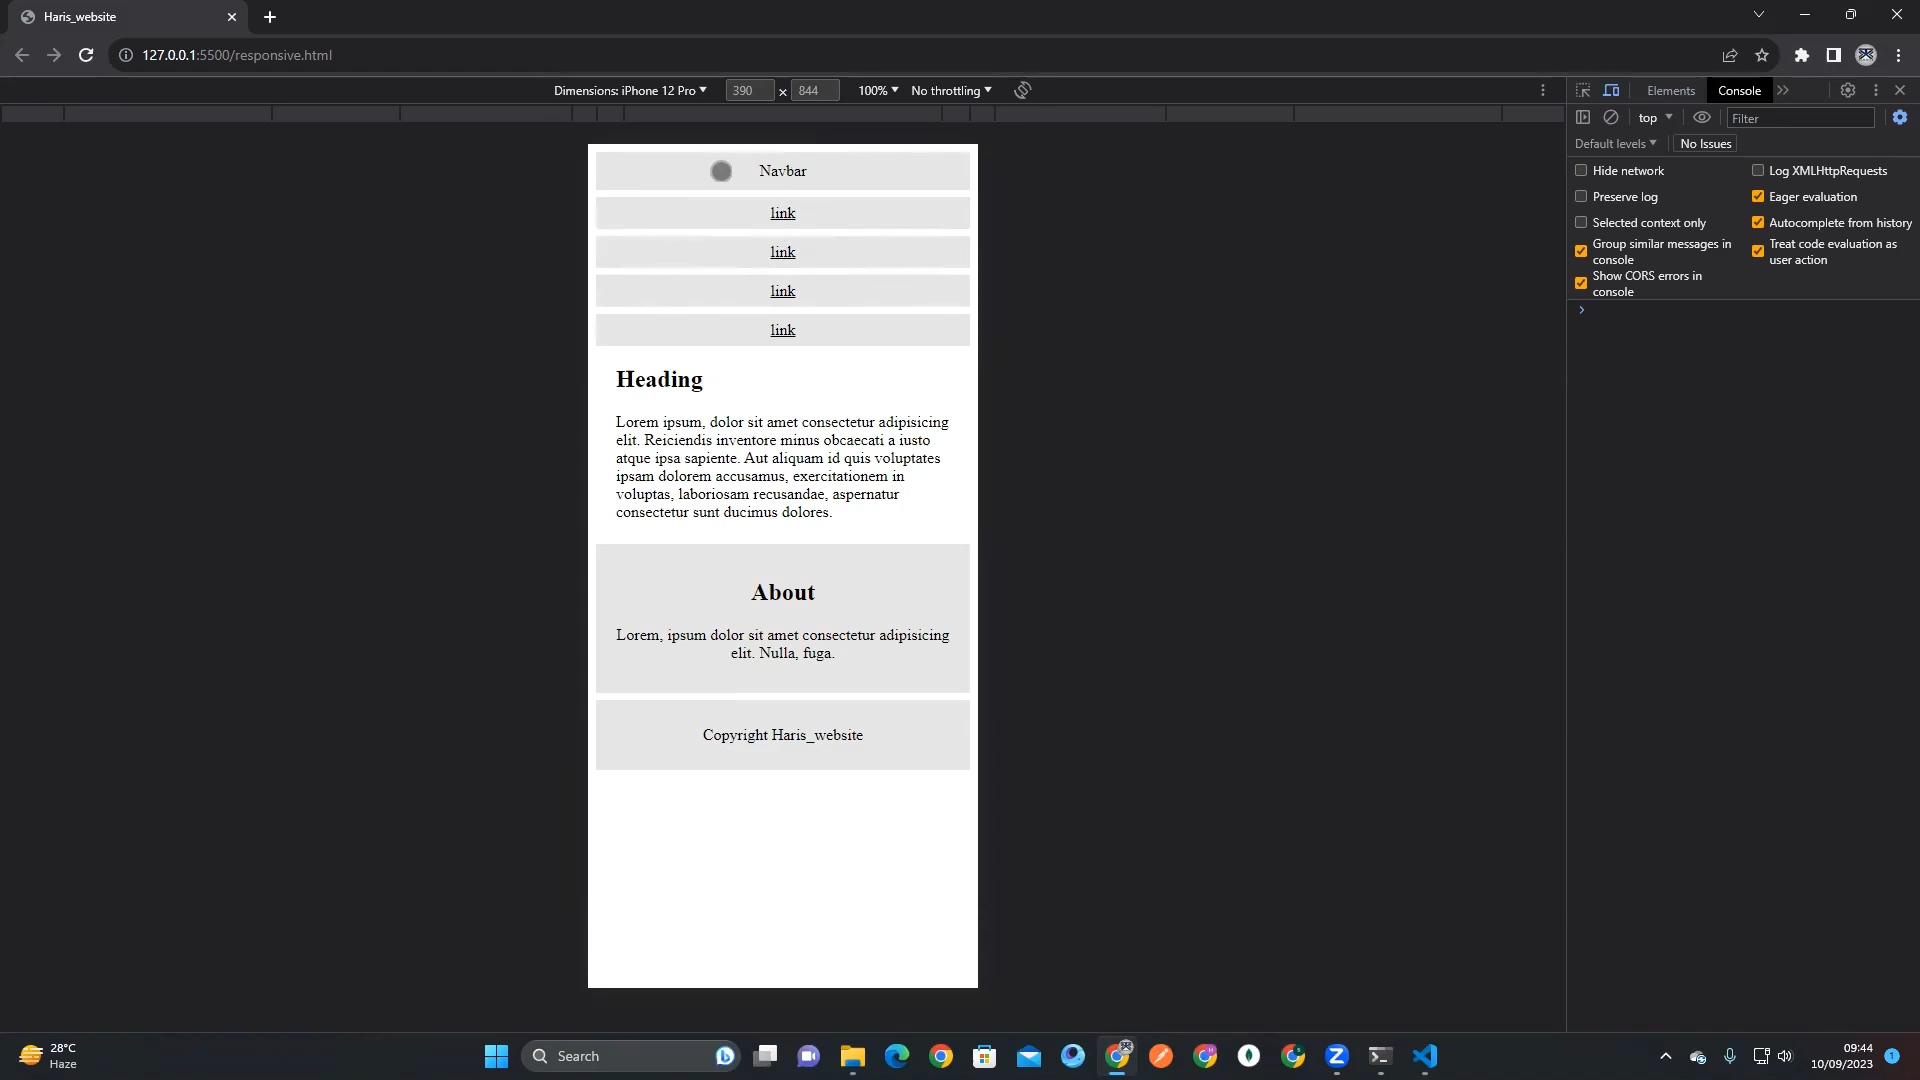 Haris_website
127.0.0.1:5500/responsive.html
Dimensions: iPhone 12 Pro 390 × 844 100% No throttling
Elements Console
top Filter
Default levels No Issues
Hide network Log XMLHttpRequests
Preserve log Eager evaluation
Selected context only Autocomplete from history
Group similar messages in console
Treat code evaluation as user action
Show CORS errors in console
Navbar
link
link
link
link
Heading
Lorem ipsum, dolor sit amet consectetur adipisicing
elit. Reiciendis inventore minus obcaecati a iusto
atque ipsa sapiente. Aut aliquam id quis voluptates
ipsam dolorem accusamus, exercitationem in
voluptas, laboriosam recusandae, aspernatur
consectetur sunt ducimus dolores.
About
Lorem, ipsum dolor sit amet consectetur adipisicing
elit. Nulla, fuga.
Copyright Haris_website
28°C
Haze
Search
09:44
10/09/2023
1